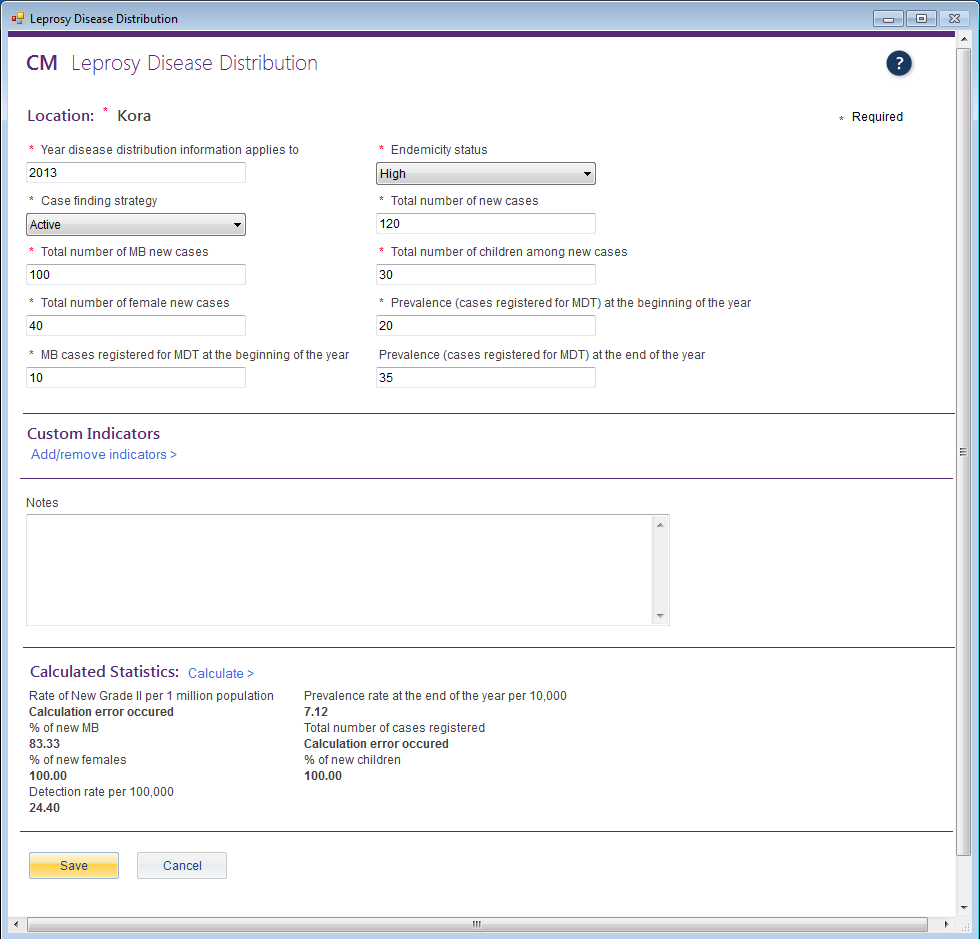 Leprosy Disease Distribution
CM Leprosy Disease Distribution
?
Location: * Kora
* Required
* Year disease distribution information applies to
* Endemicity status
2013
High
* Case finding strategy
* Total number of new cases
Active
120
* Total number of MB new cases
* Total number of children among new cases
100
30
* Total number of female new cases
* Prevalence (cases registered for MDT) at the beginning of the year
40
20
* MB cases registered for MDT at the beginning of the year
Prevalence (cases registered for MDT) at the end of the year
10
35
Custom Indicators
Add/remove indicators >
Notes
Calculated Statistics: Calculate >
Rate of New Grade II per 1 million population
Prevalence rate at the end of the year per 10,000
Calculation error occured
7.12
% of new MB
Total number of cases registered
83.33
Calculation error occured
% of new females
% of new children
100.00
100.00
Detection rate per 100,000
24.40
Save
Cancel